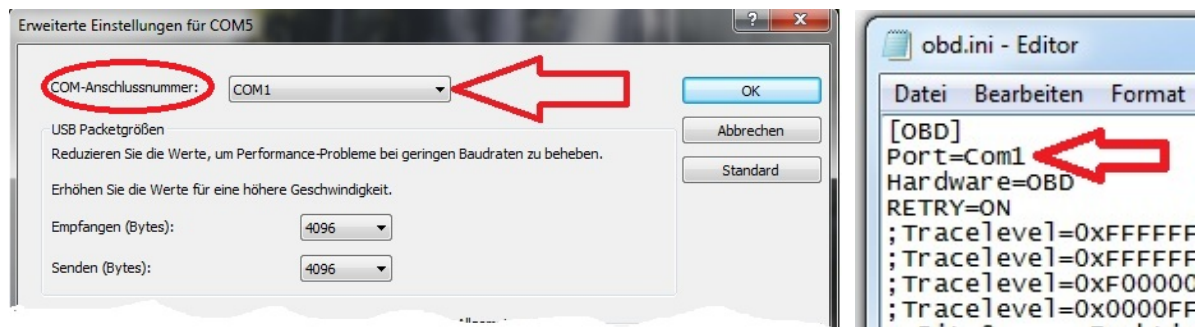 Erweiterte Einstellungen für COM5
COM-Anschlussnummer: COM1
OK
USB Packetgrößen
Abbrechen
Reduzieren Sie die Werte, um Performance-Probleme bei geringen Baudraten zu beheben.
Standard
Erhöhen Sie die Werte für eine höhere Geschwindigkeit.
Empfangen (Bytes): 4096
Senden (Bytes): 4096
obd.ini - Editor
Datei Bearbeiten Format
[OBD]
Port=Com1
Hardware=OBD
RETRY=ON
;Tracelevel=0xFFFFFF
;Tracelevel=0xFFFFFF
;Tracelevel=0xF00000
;Tracelevel=0x0000FF